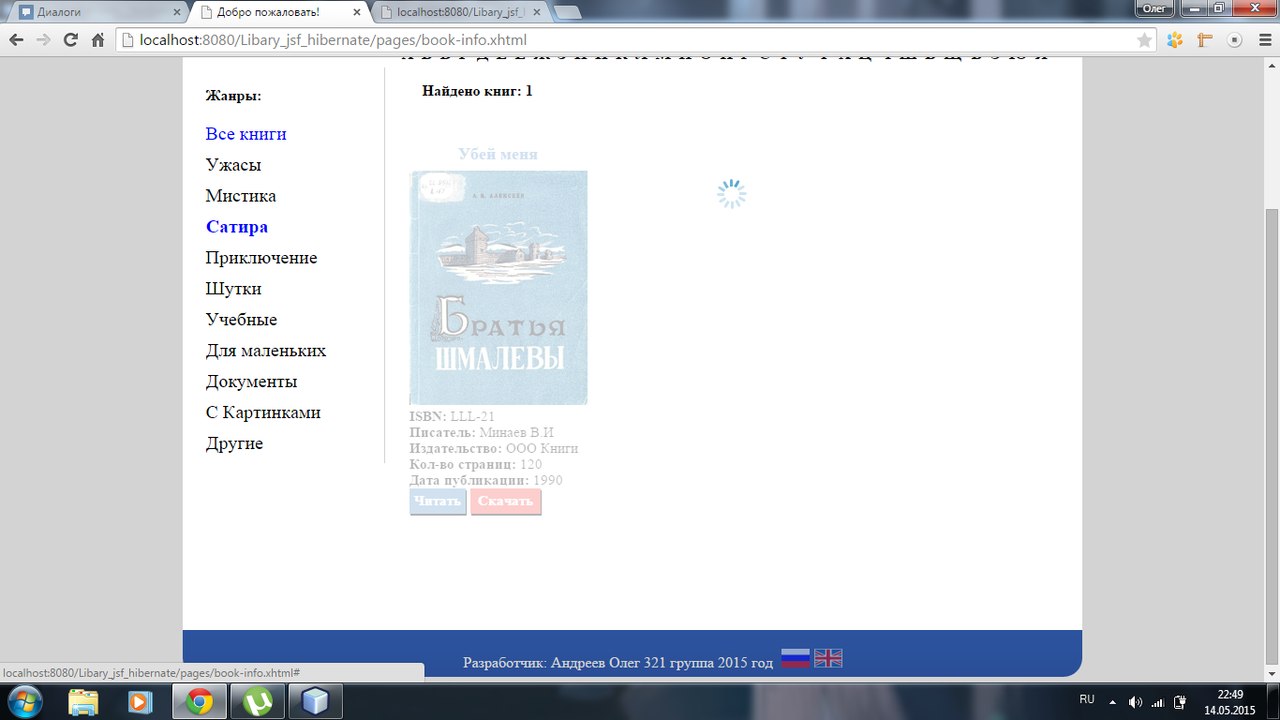 Диалоги
Добро пожаловать!
localhost:8080/Libary_jsf_
Олег
localhost:8080/Libary_jsf_hibernate/pages/book-info.xhtml
Жанры:
Все книги
Ужасы
Мистика
Сатира
Приключение
Шутки
Учебные
Для маленьких
Документы
С Картинками
Другие
Найдено книг: 1
Убей меня
А. В. АЛЕКСЕЕВ
БРАТЬЯ
ШМАЛЕВЫ
ISBN: LLL-21
Писатель: Минаев В.И
Издательство: ООО Книги
Кол-во страниц: 120
Дата публикации: 1990
Читать Скачать
Разработчик: Андреев Олег 321 группа 2015 год
localhost:8080/Libary_jsf_hibernate/pages/book-info.xhtml#
RU
22:49
14.05.2015